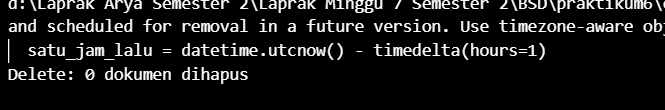 d:\Laprak Arya Semester 2\Laprak Minggu 7 Semester 2\BSD\praktikum6\
and scheduled for removal in a future version. Use timezone-aware obj
satu_jam_lalu = datetime.utcnow() - timedelta(hours=1)
Delete: 0 dokumen dihapus